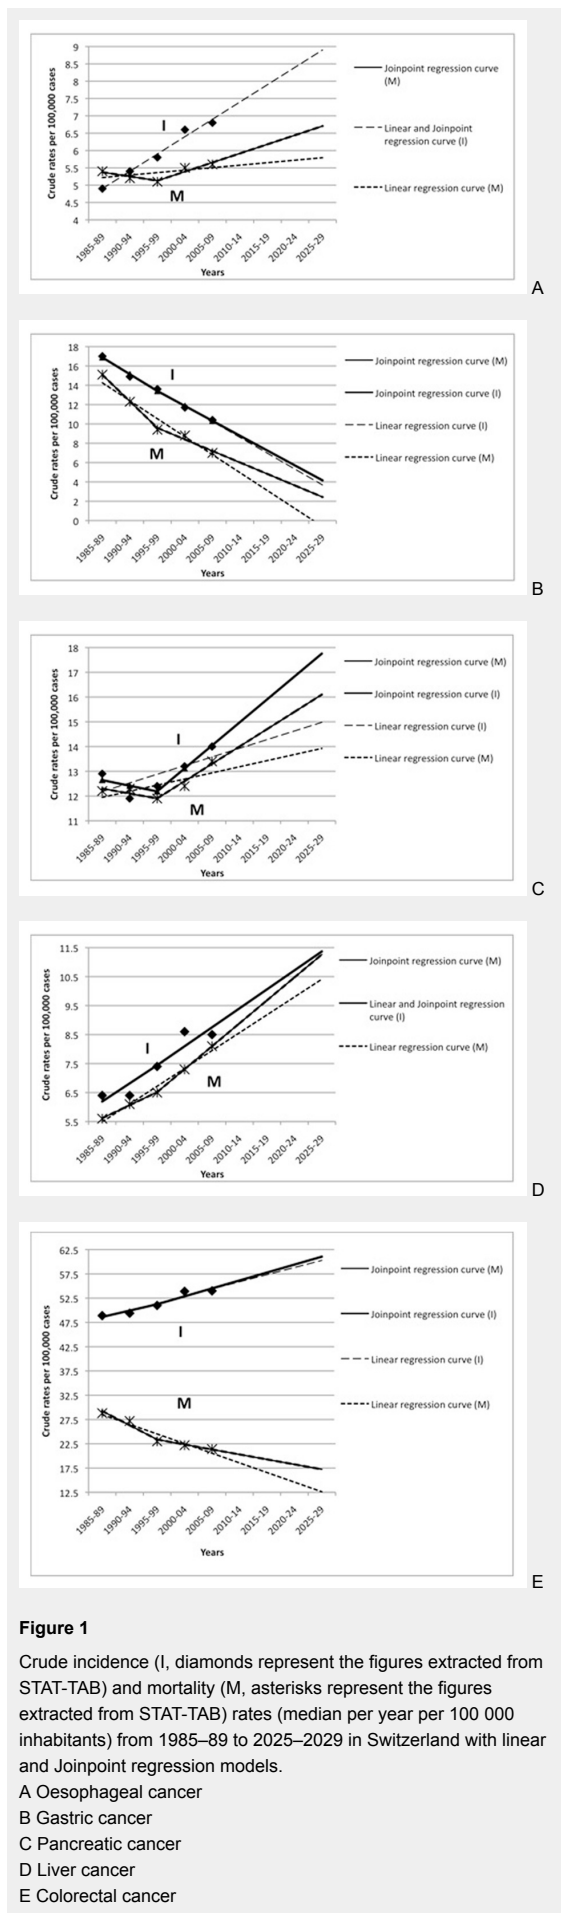 9
8.5
8
7.5
7
6.5
6
5.5
5
4.5
4
Crude rates per 100,000 cases
I
M
1985-89
1990-94
1995-99
2000-04
2005-09
2010-14
2015-19
2020-24
2025-29
Years
Joinpoint regression curve
(M)
Linear and Joinpoint
regression curve (I)
Linear regression curve (M)
A
18
16
14
12
10
8
6
4
2
0
Crude rates per 100,000 cases
I
M
1985-89
1990-94
1995-99
2000-04
2005-09
2010-14
2015-19
2020-24
2025-29
Years
Joinpoint regression curve (M)
Joinpoint regression curve (I)
Linear regression curve (I)
Linear regression curve (M)
B
18
17
16
15
14
13
12
11
Crude rates per 100,000 cases
I
M
1985-89
1990-94
1995-99
2000-04
2005-09
2010-14
2015-19
2020-24
2025-29
Years
Joinpoint regression curve (M)
Joinpoint regression curve (I)
Linear regression curve (I)
Linear regression curve (M)
C
11.5
10.5
9.5
8.5
7.5
6.5
5.5
Crude rates per 100,000 cases
I
M
1985-89
1990-94
1995-99
2000-04
2005-09
2010-14
2015-19
2020-24
2025-29
Years
Joinpoint regression curve (M)
Linear and Joinpoint regression
curve (I)
Linear regression curve (M)
D
62.5
57.5
52.5
47.5
42.5
37.5
32.5
27.5
22.5
17.5
12.5
Crude rates per 100,000 cases
I
M
1985-89
1990-94
1995-99
2000-04
2005-09
2010-14
2015-19
2020-24
2025-29
Years
Joinpoint regression curve (M)
Joinpoint regression curve (I)
Linear regression curve (I)
Linear regression curve (M)
E
Figure 1
Crude incidence (I, diamonds represent the figures extracted from
STAT-TAB) and mortality (M, asterisks represent the figures
extracted from STAT-TAB) rates (median per year per 100 000
inhabitants) from 1985–89 to 2025–2029 in Switzerland with linear
and Joinpoint regression models.
A Oesophageal cancer
B Gastric cancer
C Pancreatic cancer
D Liver cancer
E Colorectal cancer